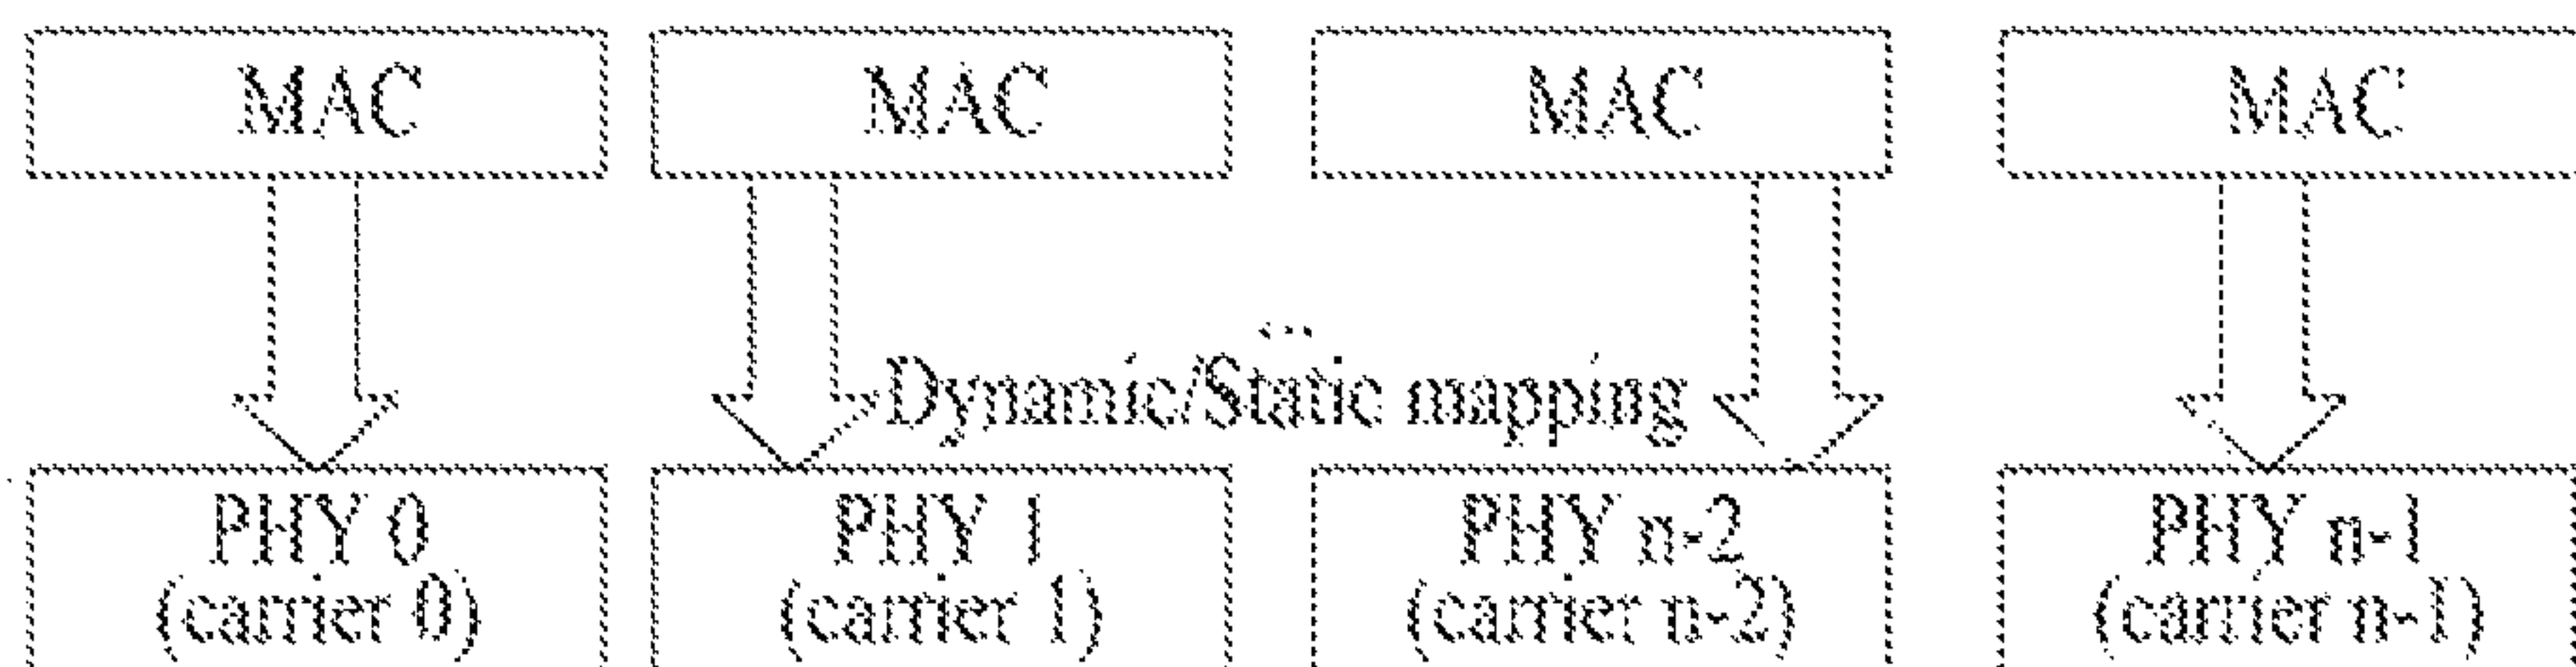 MAC MAC MAC MAC
...
Dynamic/Static mapping
PHY 0 PHY 1 PHY n-2 PHY n-1
(carrier 0) (carrier 1) (carrier n-2) (carrier n-1)